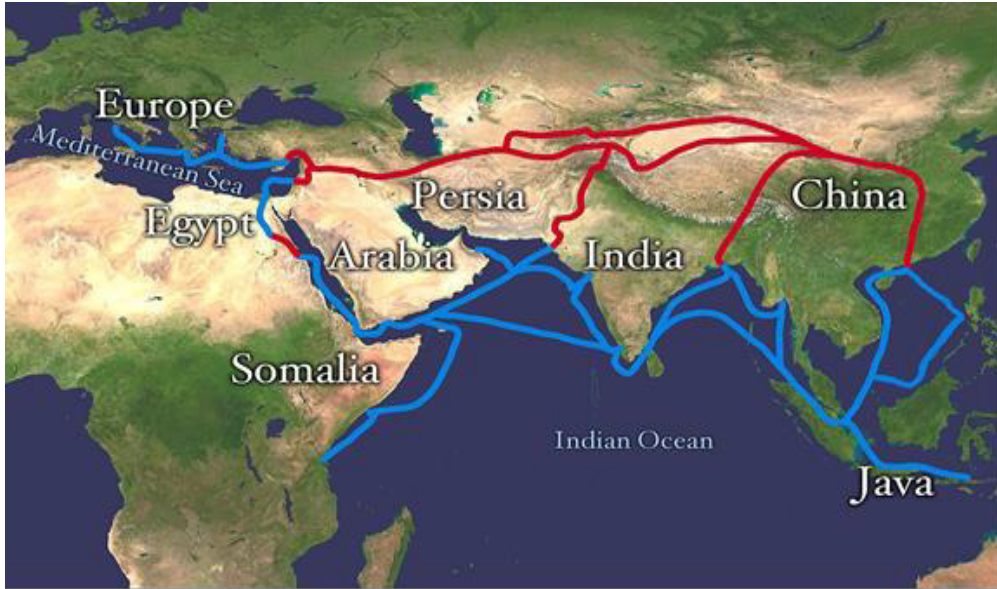 Europe
Mediterranean Sea
Egypt
Arabia
Persia
India
China
Somalia
Indian Ocean
Java